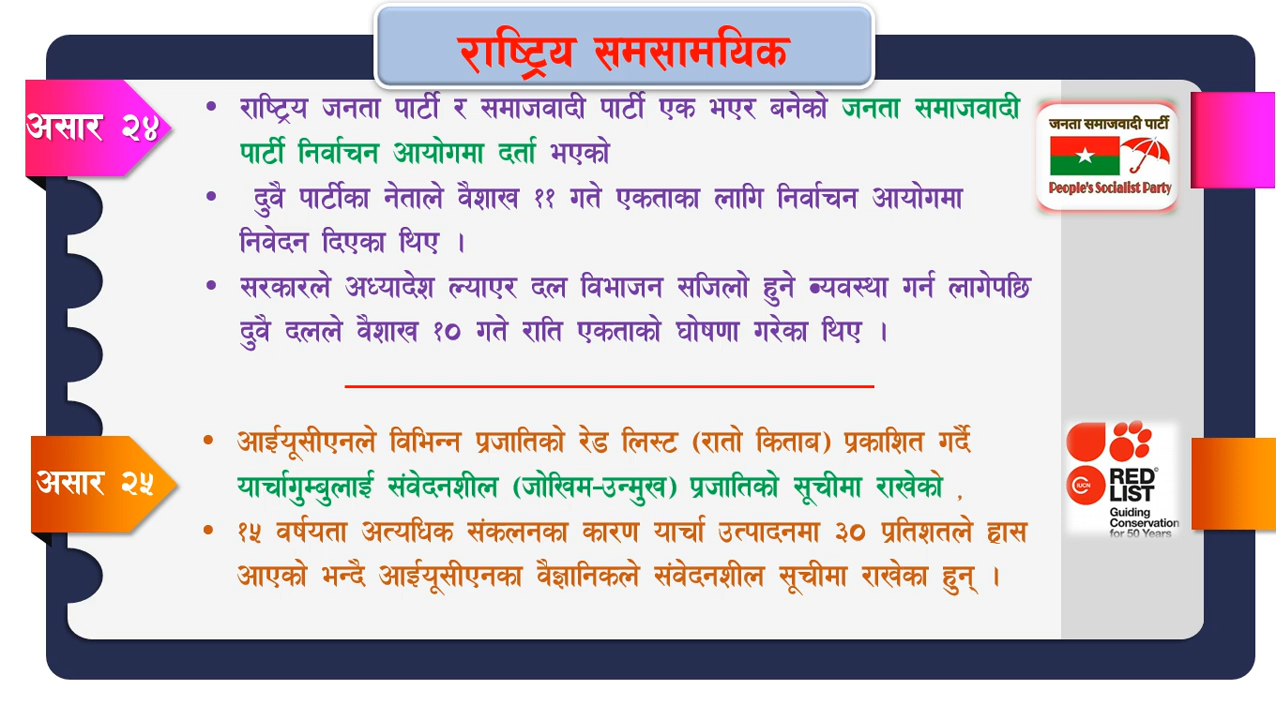 राष्ट्रिय समसामयिक
असार २४
• राष्ट्रिय जनता पार्टी र समाजवादी पार्टी एक भएर बनेको जनता समाजवादी
पार्टी निर्वाचन आयोगमा दर्ता भएको
• दुवै पार्टीका नेताले वैशाख ११ गते एकताका लागि निर्वाचन आयोगमा
निवेदन दिएका थिए ।
• सरकारले अध्यादेश ल्याएर दल विभाजन सजिलो हुने ब्यवस्था गर्न लागेपछि
दुवै दलले वैशाख १० गते राति एकताको घोषणा गरेका थिए ।
जनता समाजवादी पार्टी
People's Socialist Party
असार २५
• आईयूसीएनले विभिन्न प्रजातिको रेड लिस्ट (रातो किताब) प्रकाशित गर्दै
यार्चागुम्बुलाई संवेदनशील (जोखिम-उन्मुख) प्रजातिको सूचीमा राखेको ,
• १५ वर्षयता अत्यधिक संकलनका कारण यार्चा उत्पादनमा ३० प्रतिशतले ह्रास
आएको भन्दै आईयूसीएनका वैज्ञानिकले संवेदनशील सूचीमा राखेका हुन् ।
IUCN
RED
LIST
Guiding
Conservation
for 50 Years